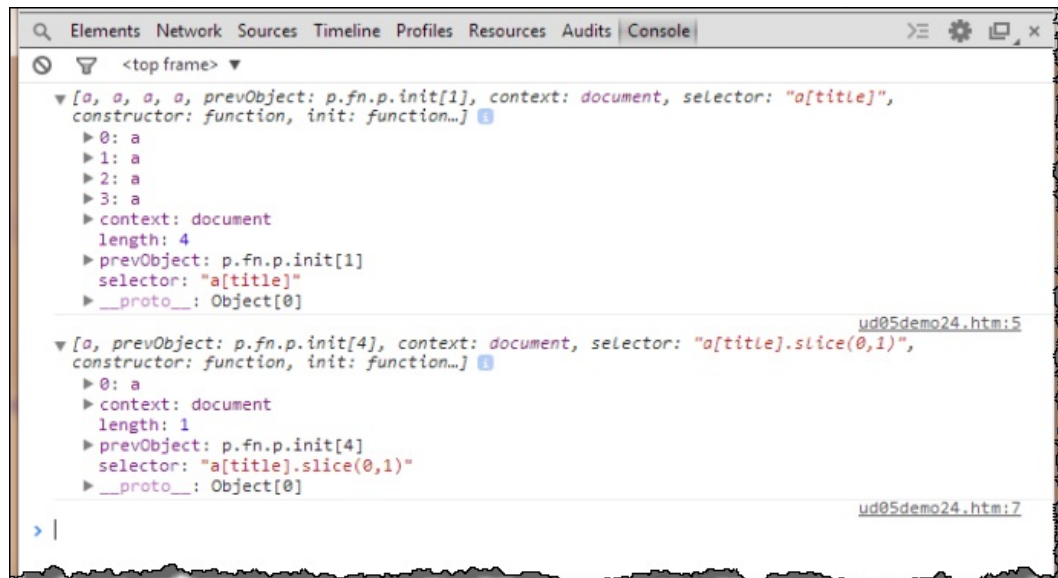 Elements Network Sources Timeline Profiles Resources Audits Console
<top frame> ▼
▼ [a, a, a, a, prevObject: p.fn.p.init[1], context: document, selector: "a[title]",
constructor: function, init: function…]
▶ 0: a
▶ 1: a
▶ 2: a
▶ 3: a
▶ context: document
length: 4
▶ prevObject: p.fn.p.init[1]
selector: "a[title]"
▶ __proto__: Object[0]
ud05demo24.htm:5
▼ [a, prevObject: p.fn.p.init[4], context: document, selector: "a[title].slice(0,1)",
constructor: function, init: function…]
▶ 0: a
▶ context: document
length: 1
▶ prevObject: p.fn.p.init[4]
selector: "a[title].slice(0,1)"
▶ __proto__: Object[0]
ud05demo24.htm:7
>